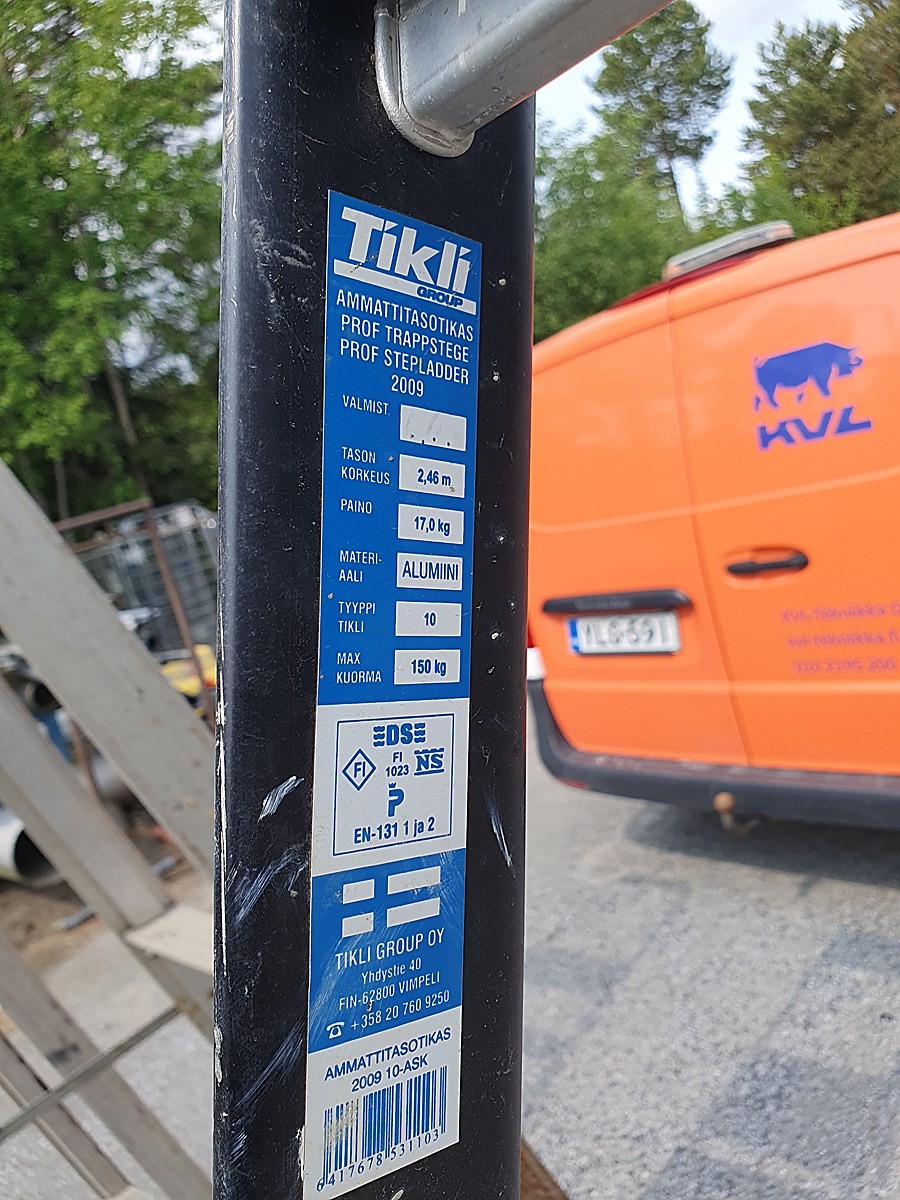 Tikli
GROUP
AMMATTITASOTIKAS
PROF TRAPPSTEGE
PROF STEPLADDER
2009
VALMIST.
TASON
KORKEUS
2,46 m
PAINO
17,0 kg
MATERI-
AALI
ALUMIINI
TYYPPI
TIKLI
10
MAX
KUORMA
150 kg
DS
FI
FI
1023
NS
P
EN-131 1 ja 2
TIKLI GROUP OY
Yhdystie 40
FIN-62800 VIMPELI
☎ +358 20 760 9250
AMMATTITASOTIKAS
2009 10-ASK
6417678531103
KVL
KVL-Tekniikka